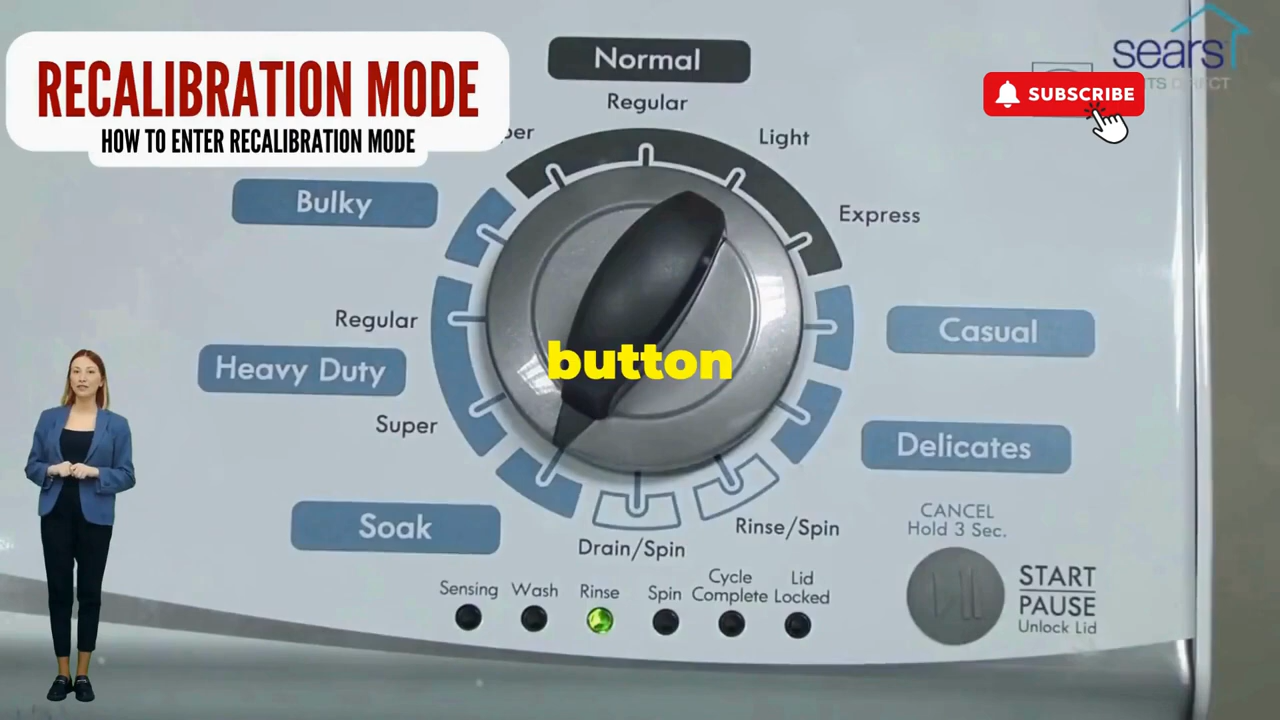 RECALIBRATION MODE
HOW TO ENTER RECALIBRATION MODE
sears
SUBSCRIBE
Normal
Regular
Light
Express
Bulky
Regular
Heavy Duty
Super
Casual
button
Delicates
Soak
Drain/Spin
Rinse/Spin
CANCEL
Hold 3 Sec.
START
PAUSE
Unlock Lid
Sensing
Wash
Rinse
Spin
Cycle
Complete
Lid
Locked